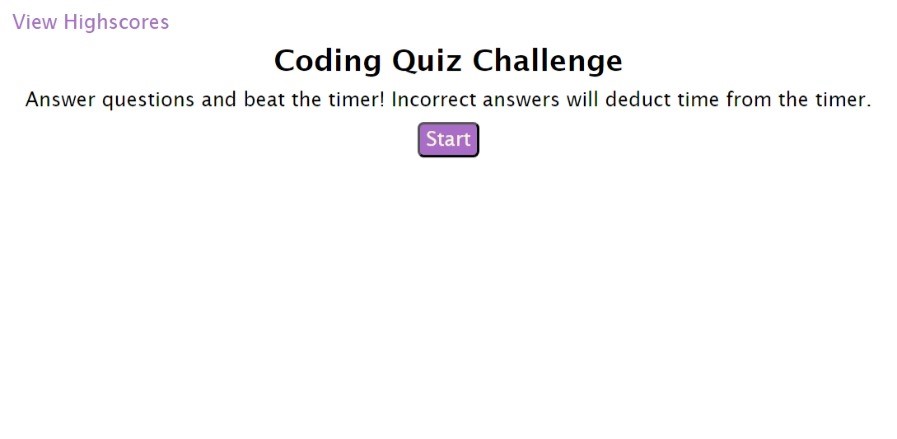 View Highscores
Coding Quiz Challenge
Answer questions and beat the timer! Incorrect answers will deduct time from the timer.
Start